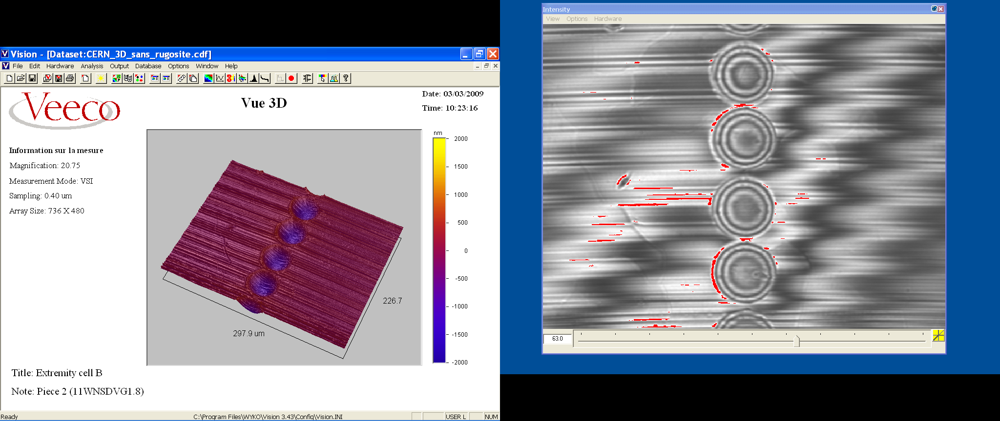 Vision - [Dataset:CERN_3D_sans_rugosite.cdf]
File Edit Hardware Analysis Output Database Options Window Help
Veeco
Vue 3D
Date: 03/03/2009
Time: 10:23:16
Information sur la mesure
Magnification: 20.75
Measurement Mode: VSI
Sampling: 0.40 um
Array Size: 736 X 480
nm
2000
1500
1000
500
0
-500
-1000
-1500
-2000
226.7
297.9 um
Title: Extremity cell B
Note: Piece 2 (11WNSDVG1.8)
Ready
C:\Program Files\WYKO\Vision 3.43\Config\Vision.INI
USER L
NUM
Intensity
View Options Hardware
63.0